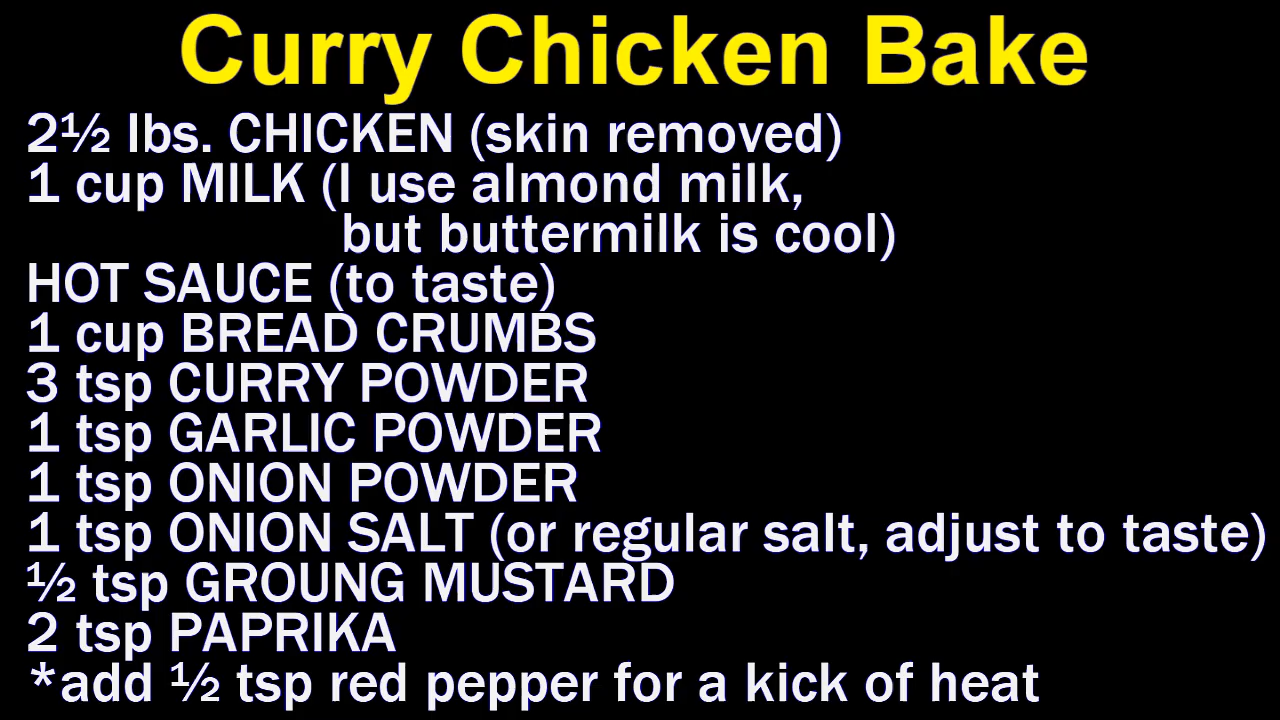 Curry Chicken Bake
2½ lbs. CHICKEN (skin removed)
1 cup MILK (I use almond milk,
but buttermilk is cool)
HOT SAUCE (to taste)
1 cup BREAD CRUMBS
3 tsp CURRY POWDER
1 tsp GARLIC POWDER
1 tsp ONION POWDER
1 tsp ONION SALT (or regular salt, adjust to taste)
½ tsp GROUNG MUSTARD
2 tsp PAPRIKA
*add ½ tsp red pepper for a kick of heat